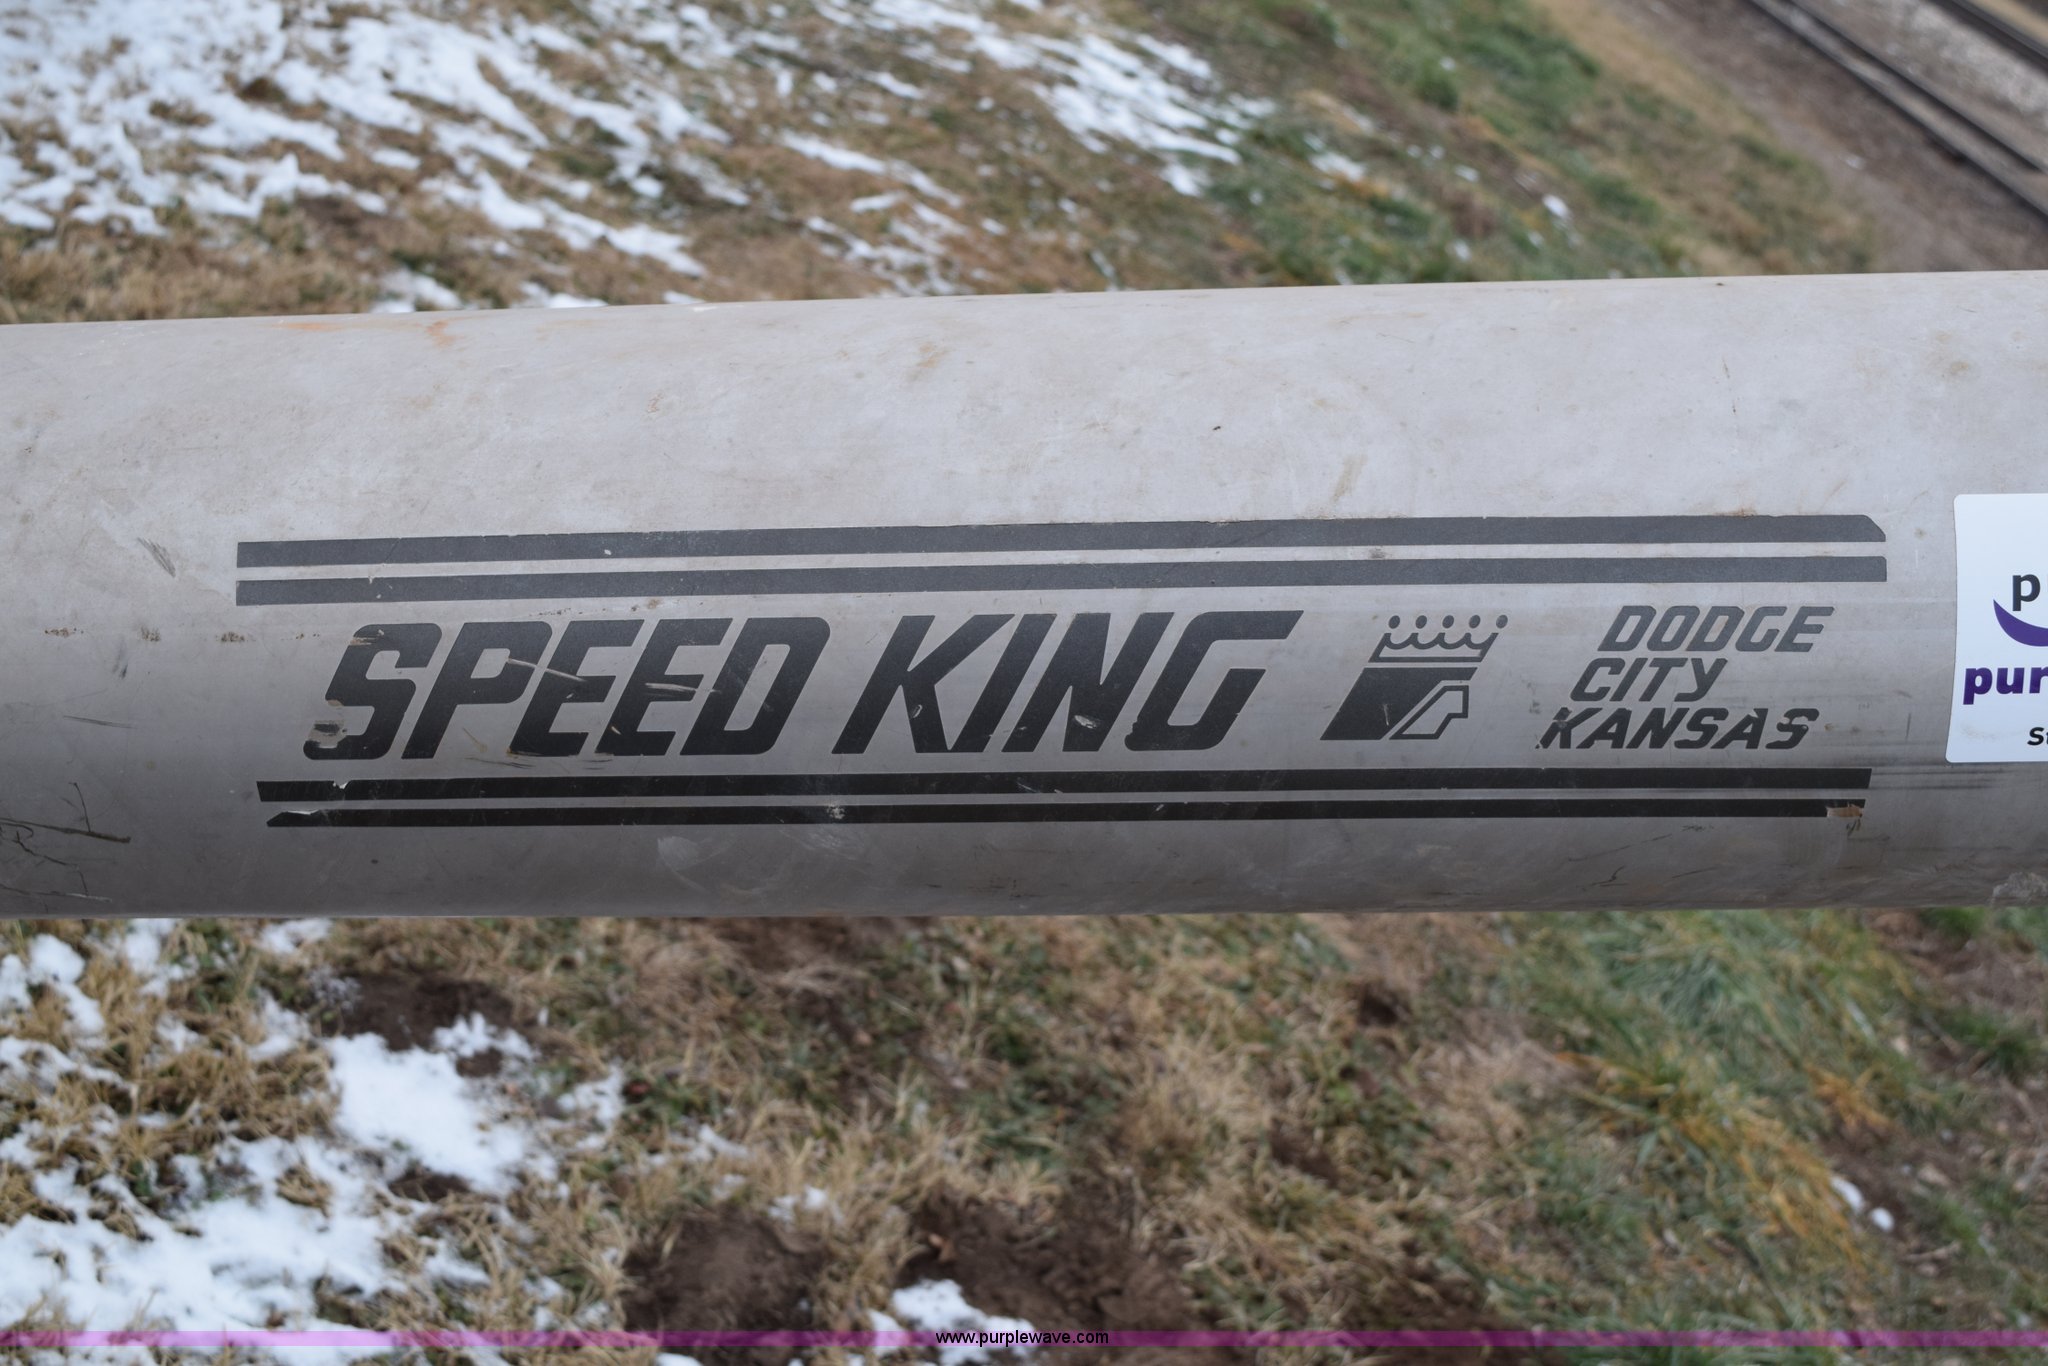 SPEED KING
DODGE
CITY
KANSAS
www.purplewave.com